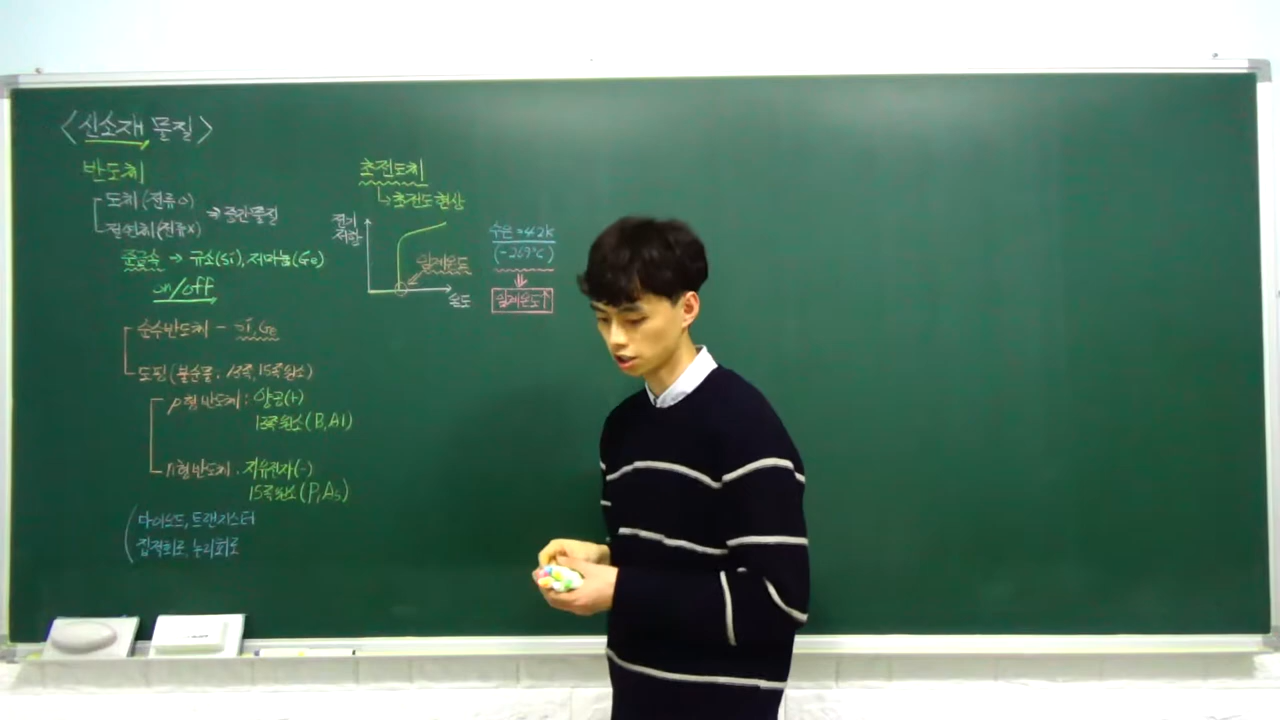 <신소재 물질>
반도체
도체(전류o)
절연체(전류x)
⇒ 중간물질
준금속 → 규소(Si), 저마늄(Ge)
on/off
순수반도체 - Si, Ge
도핑(불순물, 13족, 15족원소)
p형반도체 : 양공(+)
13족원소(B, Al)
n형반도체 : 자유전자(-)
15족원소(P, As)
다이오드, 트랜지스터
집적회로, 논리회로
초전도체
↳초전도현상
전기
저항
임계온도
온도
수은 ⇒4.2K
(-269°C)
⇓
임계온도↑